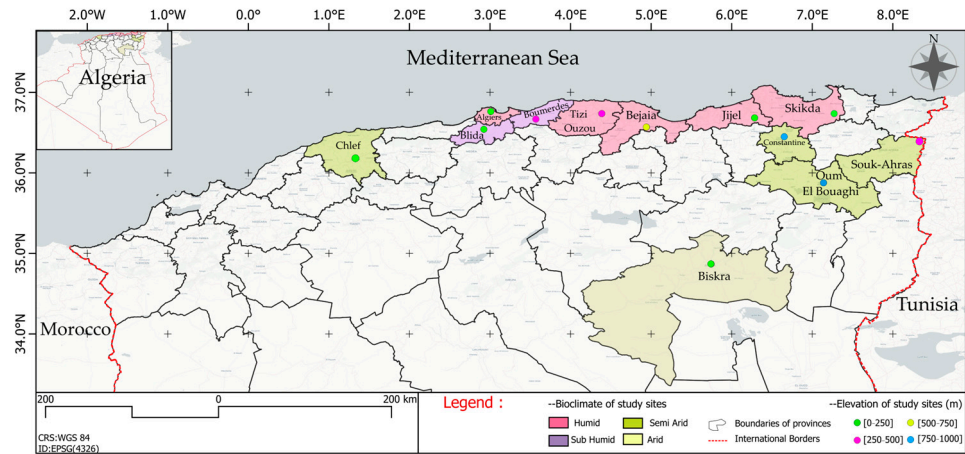 2.0°W
1.0°W
0.0°
1.0°E
2.0°E
3.0°E
4.0°E
5.0°E
6.0°E
7.0°E
8.0°E
Algeria
Mediterranean Sea
N
37.0°N
36.0°N
35.0°N
34.0°N
Chlef
Blida
Algiers
Boumerdes
Tizi
Ouzou
Bejaia
Jijel
Skikda
Constantine
Souk-Ahras
Oum
El Bouaghi
Biskra
Morocco
Tunisia
200
0
200 km
CRS:WGS 84
ID:EPSG(4326)
Legend :
--Bioclimate of study sites
Humid
Semi Arid
Sub Humid
Arid
Boundaries of provinces
International Borders
--Elevation of study sites (m)
[0-250]
[500-750]
[250-500]
[750-1000]